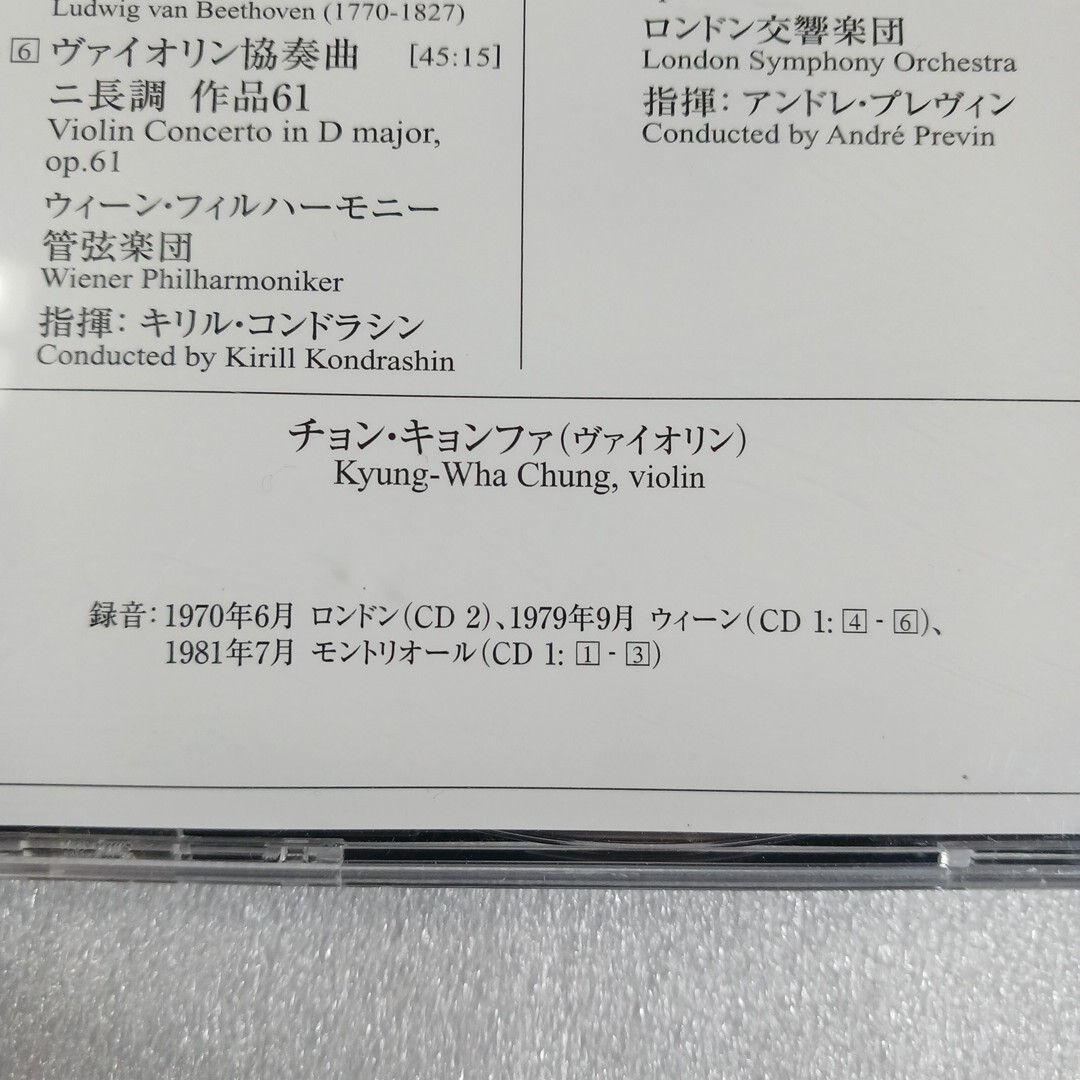 Ludwig van Beethoven (1770-1827)
6 ヴァイオリン協奏曲 [45:15]
ニ長調 作品61
Violin Concerto in D major,
op.61
ウィーン・フィルハーモニー
管弦楽団
Wiener Philharmoniker
指揮: キリル・コンドラシン
Conducted by Kirill Kondrashin
ロンドン交響楽団
London Symphony Orchestra
指揮: アンドレ・プレヴィン
Conducted by André Previn
チョン・キョンファ(ヴァイオリン)
Kyung-Wha Chung, violin
録音: 1970年6月 ロンドン(CD 2)、1979年9月 ウィーン(CD 1: 4 - 6)、
1981年7月 モントリオール(CD 1: 1 - 3)